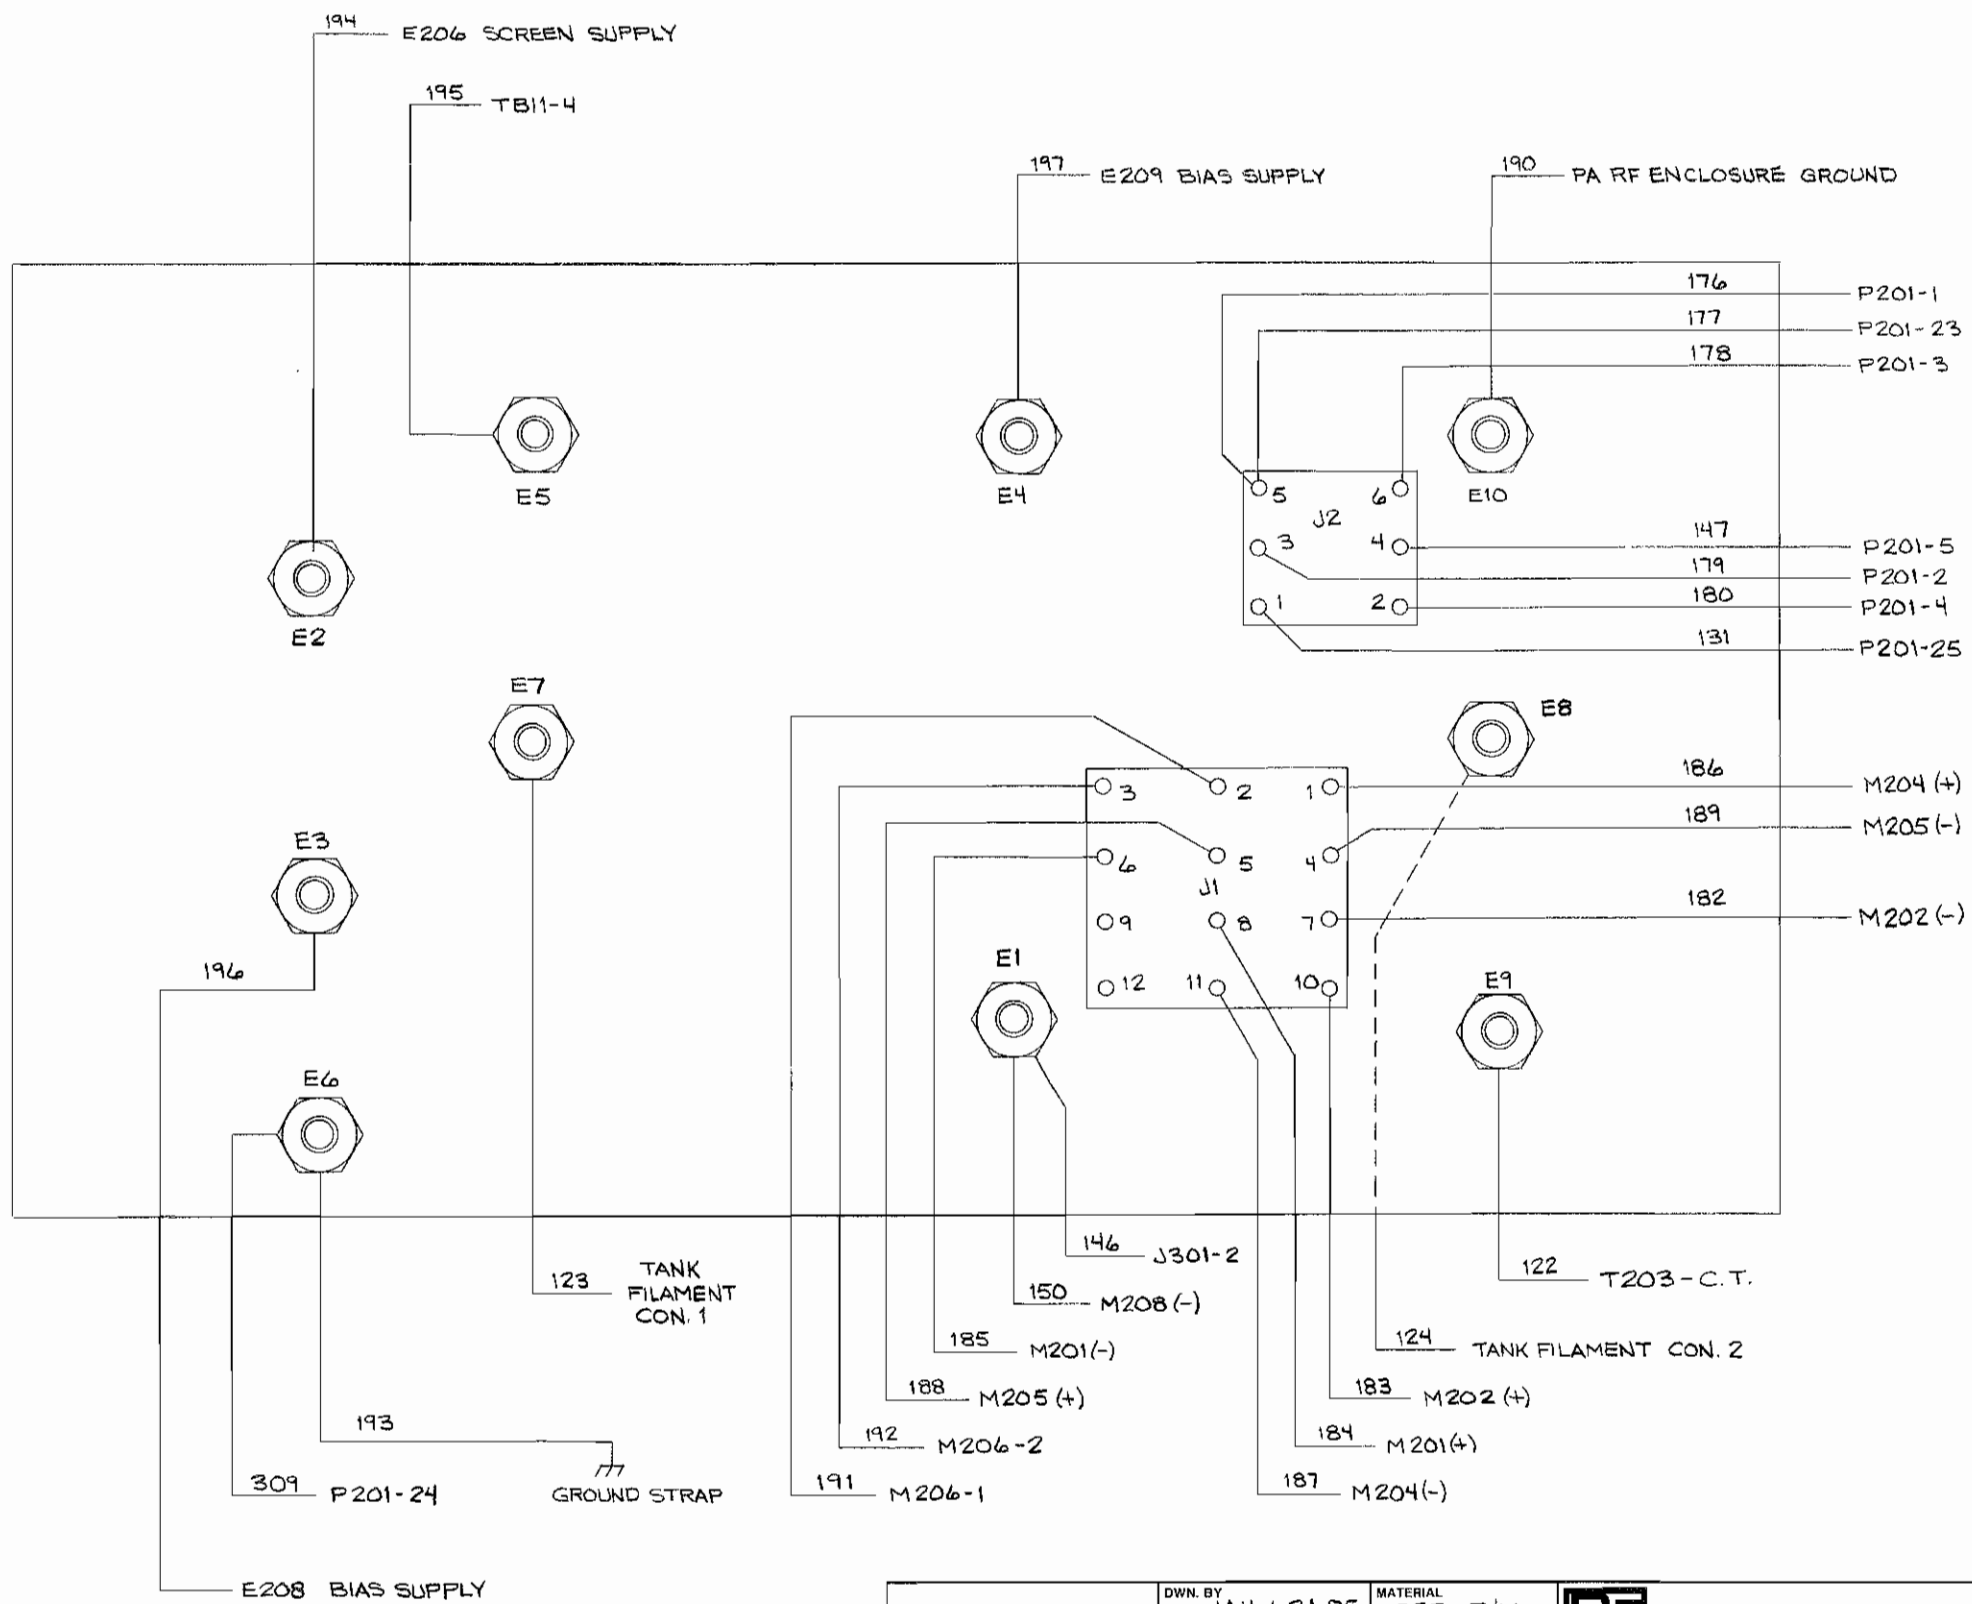 194
E206 SCREEN SUPPLY
195
TB11-4
197
E209 BIAS SUPPLY
190
PA RF ENCLOSURE GROUND
176
P201-1
177
P201-23
178
P201-3
E5
E4
E10
5
6
J2
3
4
147
P201-5
179
P201-2
1
2
180
P201-4
131
P201-25
E2
E7
E8
3
2
1
186
M204 (+)
189
M205 (-)
6
5
4
J1
E3
9
8
7
182
M202 (-)
196
E1
12
11
10
E9
E6
146
J301-2
123
TANK
FILAMENT
CON. 1
150
M208 (-)
122
T203-C.T.
185
M201(-)
124
TANK FILAMENT CON. 2
188
M205 (+)
183
M202 (+)
193
192
M206-2
184
M201(+)
309
P201-24
GROUND STRAP
191
M206-1
187
M204(-)
E208 BIAS SUPPLY
DWN. BY
MATERIAL